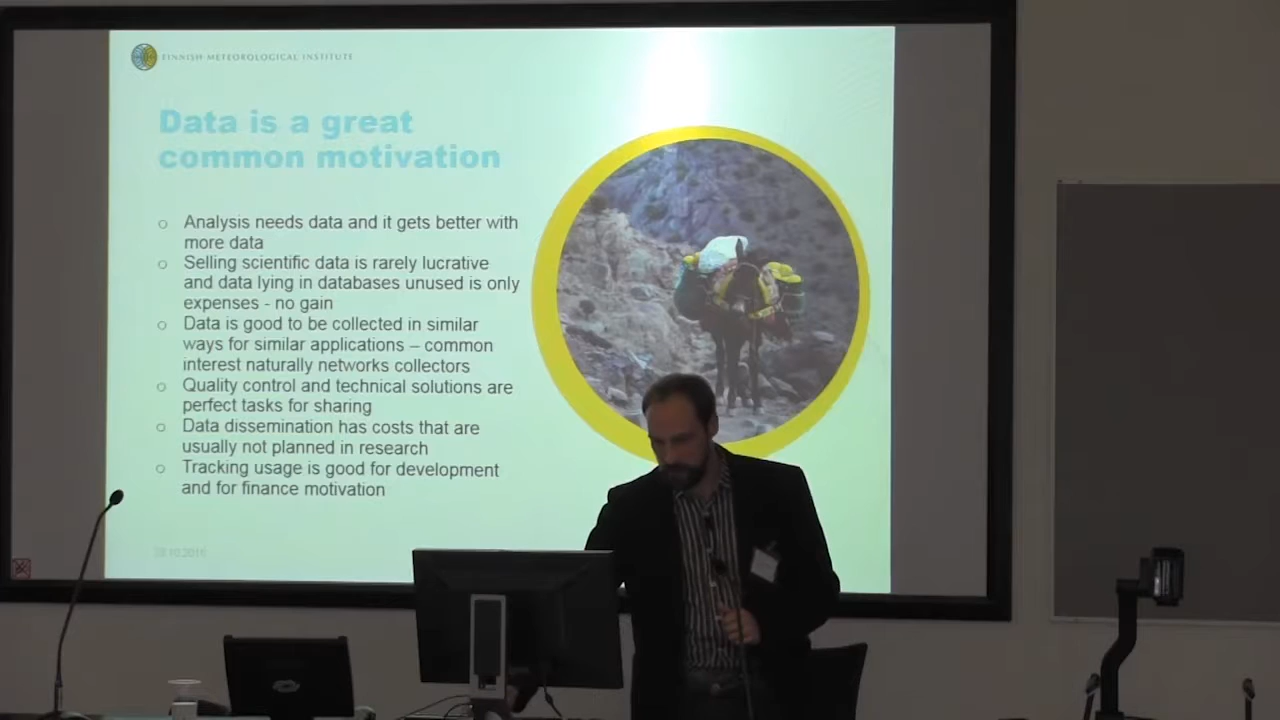 FINNISH METEOROLOGICAL INSTITUTE
Data is a great
common motivation
Analysis needs data and it gets better with
more data
Selling scientific data is rarely lucrative
and data lying in databases unused is only
expenses - no gain
Data is good to be collected in similar
ways for similar applications – common
interest naturally networks collectors
Quality control and technical solutions are
perfect tasks for sharing
Data dissemination has costs that are
usually not planned in research
Tracking usage is good for development
and for finance motivation